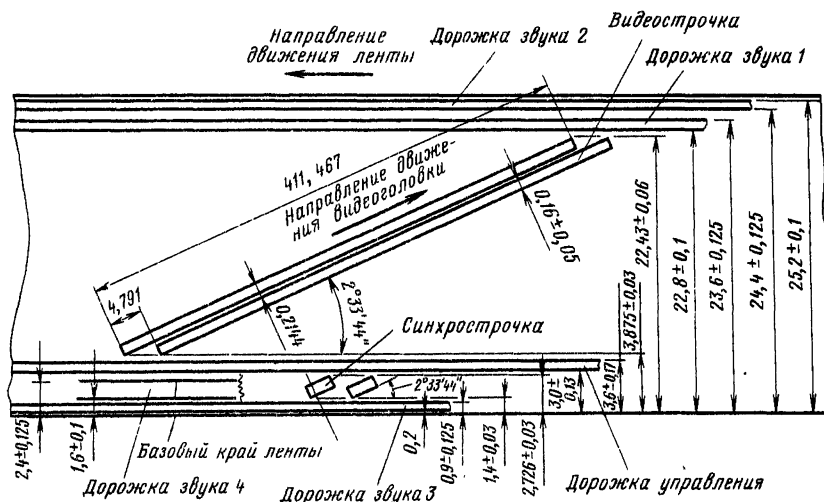 Направление
движения ленты
Дорожка звука 2
Видеострочка
Дорожка звука 1
411, 467
Направление движе-
ния видеоголовки
0,16±0,05
4,791
0,2144
2°33'44"
Синхрострочка
2°33'44"
3,875±0,03
22,43±0,06
22,8±0,1
23,6±0,125
24,4±0,125
25,2±0,1
2,4±0,125
1,6±0,1
Базовый край ленты
Дорожка звука 4
Дорожка звука 3
0,2
0,9±0,125
1,4±0,03
2,726±0,03
3,0±
0,13
3,6±0,17
Дорожка управления